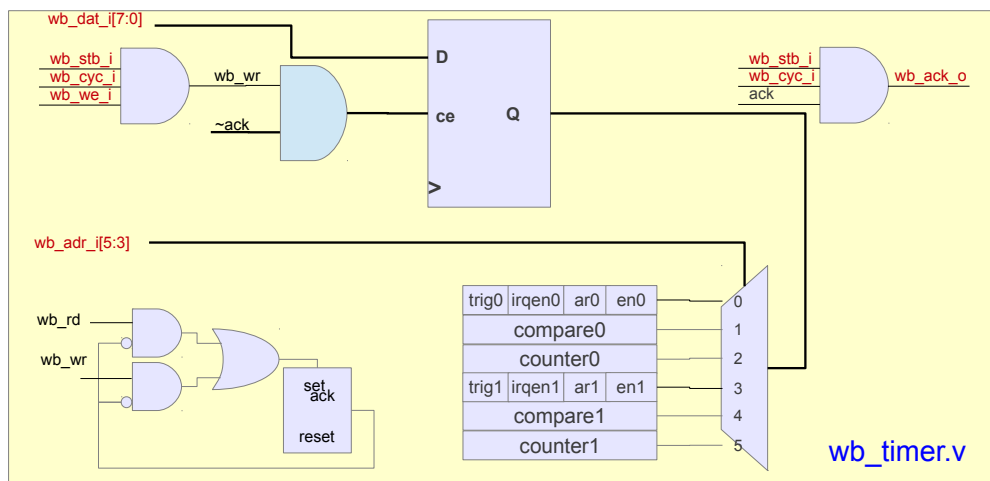 wb_dat_i[7:0]
wb_stb_i
wb_cyc_i
wb_we_i
wb_wr
~ack
D
ce
Q
>
wb_stb_i
wb_cyc_i
ack
wb_ack_o
wb_adr_i[5:3]
wb_rd
wb_wr
set
ack
reset
trig0 irqen0 ar0 en0 0
compare0 1
counter0 2
trig1 irqen1 ar1 en1 3
compare1 4
counter1 5
wb_timer.v